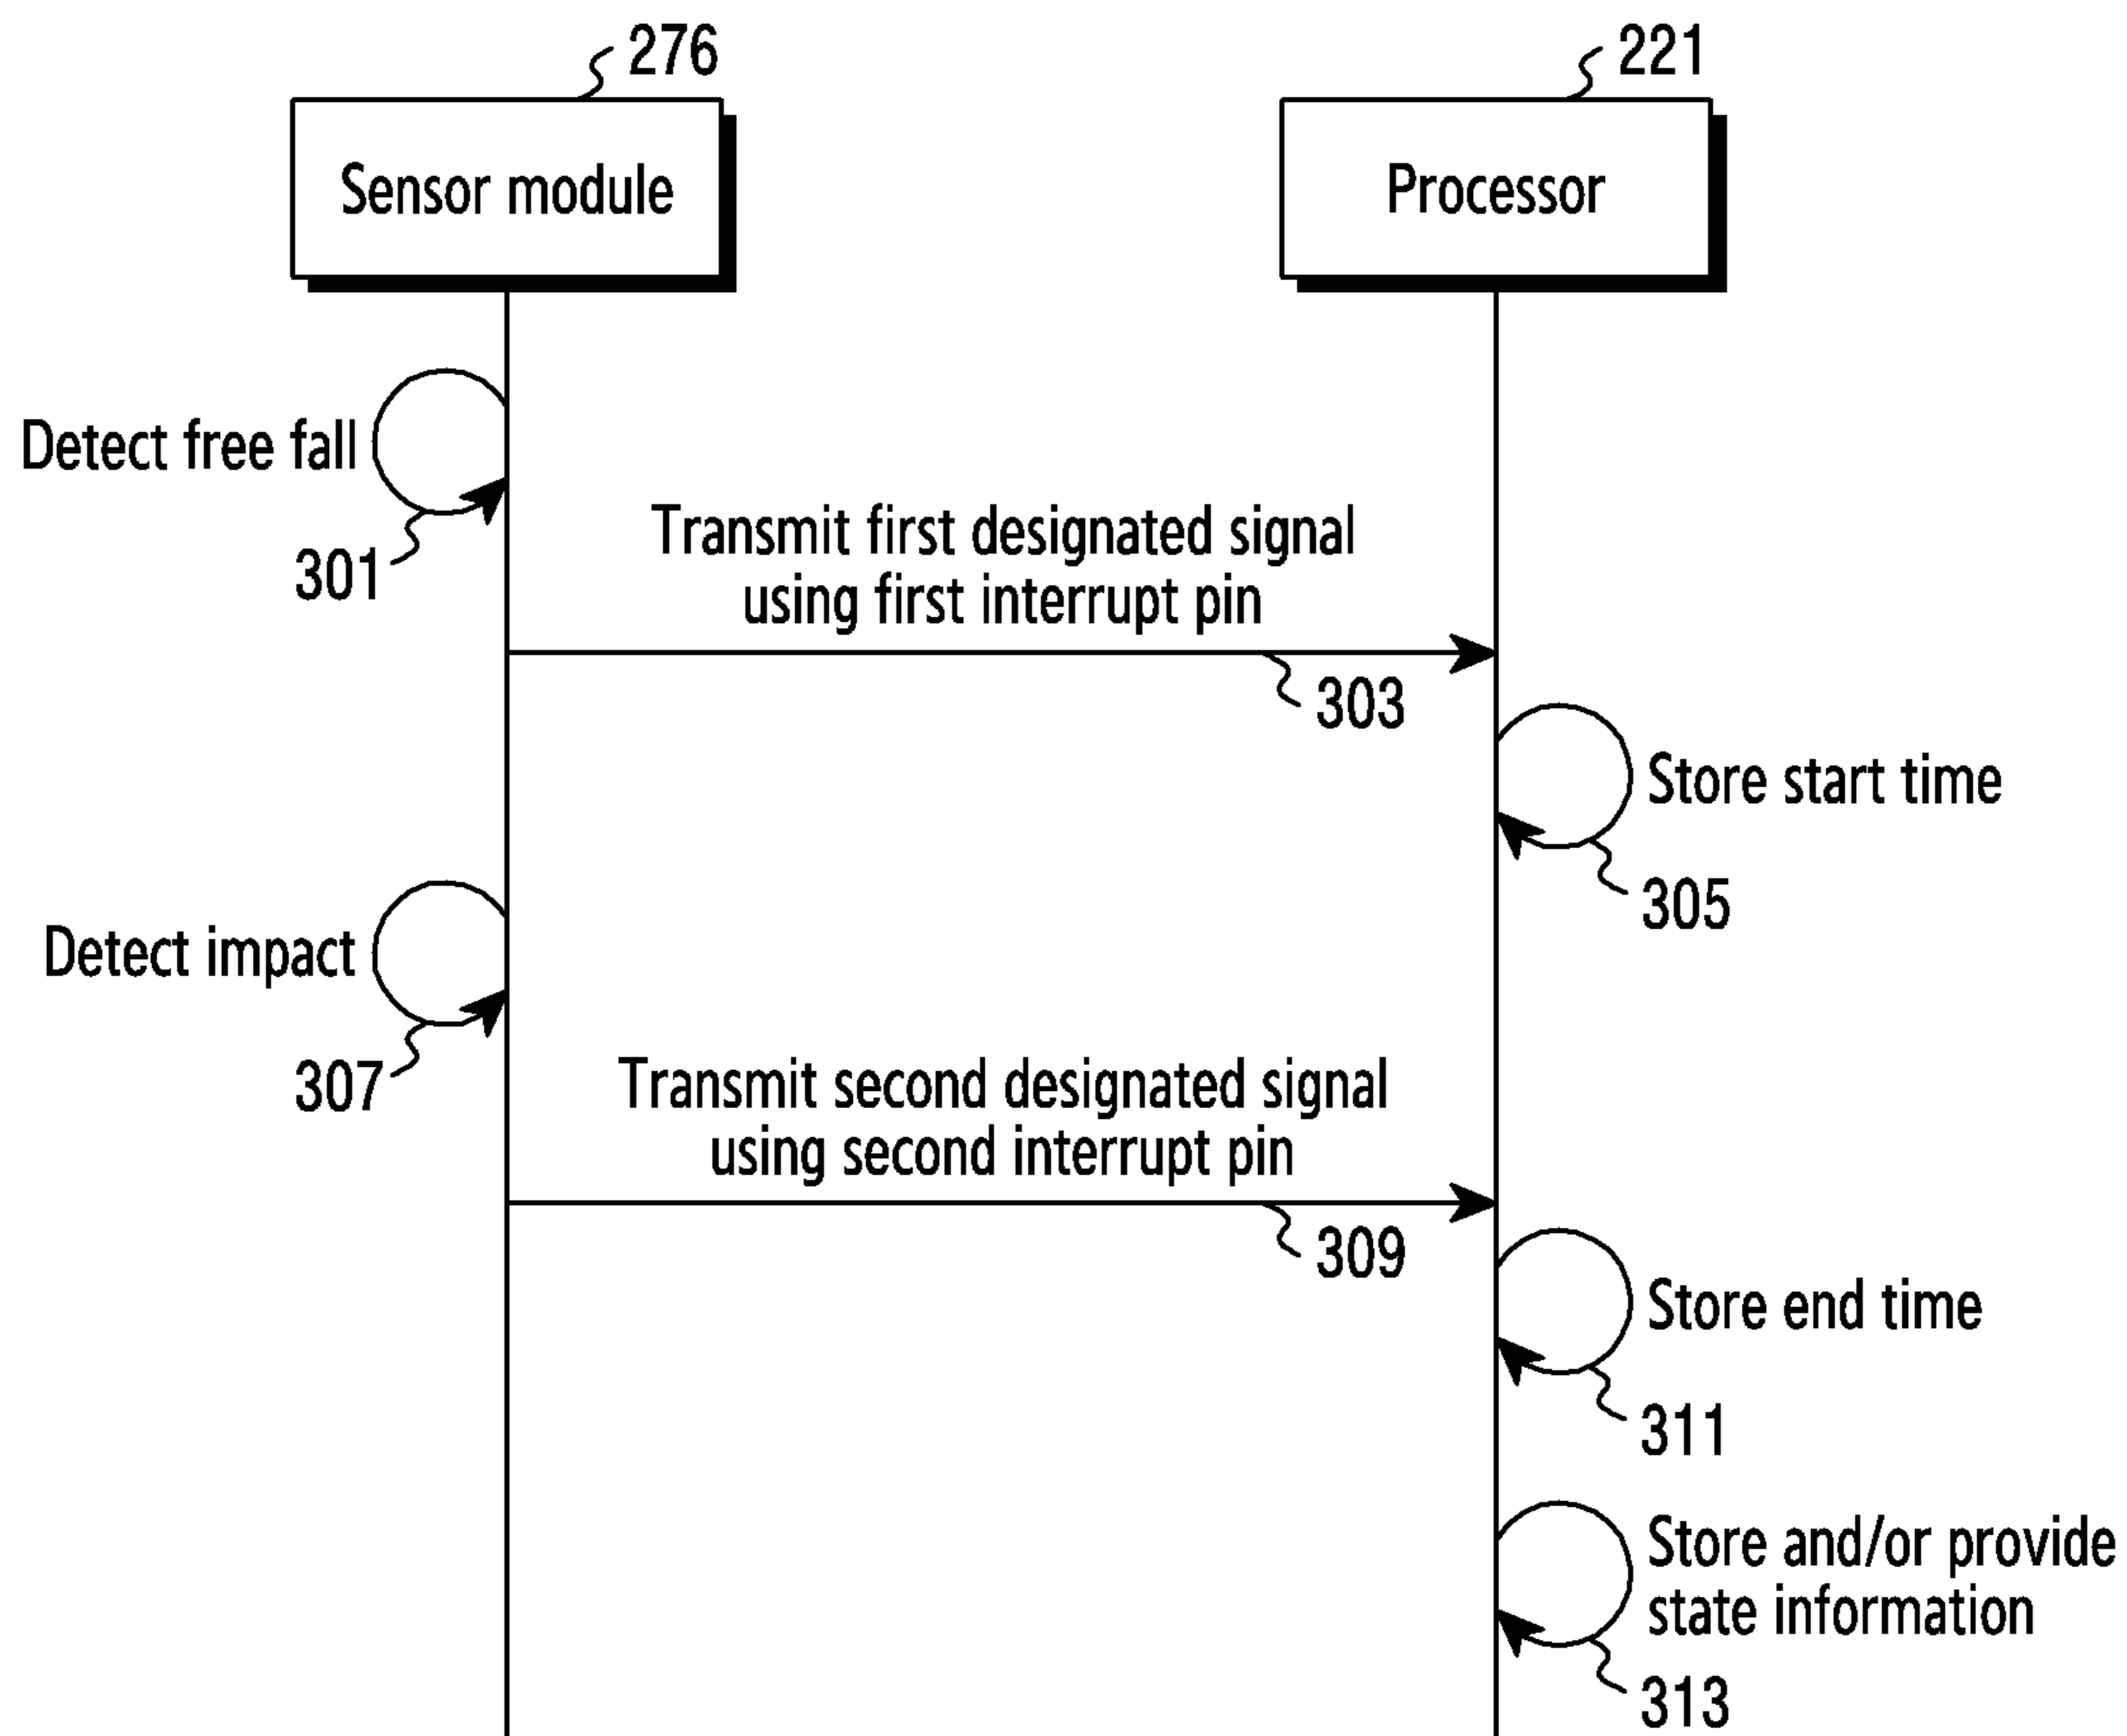 276
221
Sensor module
Processor
Detect free fall
301
Transmit first designated signal
using first interrupt pin
303
Store start time
305
Detect impact
307
Transmit second designated signal
using second interrupt pin
309
Store end time
311
Store and/or provide
state information
313